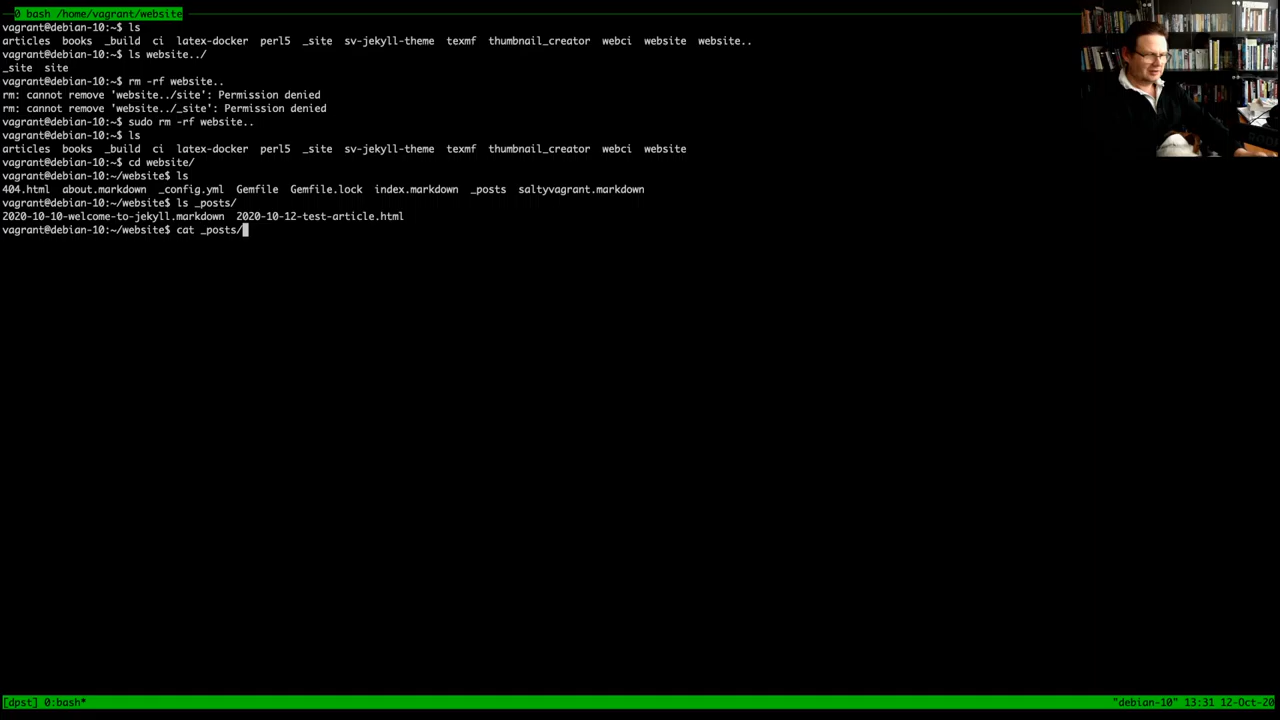 0 bash /home/vagrant/website
vagrant@debian-10:~$ ls
articles  books  _build  ci  latex-docker  perl5  _site  sv-jekyll-theme  texmf  thumbnail_creator  webci  website  website..
vagrant@debian-10:~$ ls website../
_site  site
vagrant@debian-10:~$ rm -rf website..
rm: cannot remove 'website../site': Permission denied
rm: cannot remove 'website../_site': Permission denied
vagrant@debian-10:~$ sudo rm -rf website..
vagrant@debian-10:~$ ls
articles  books  _build  ci  latex-docker  perl5  _site  sv-jekyll-theme  texmf  thumbnail_creator  webci  website
vagrant@debian-10:~$ cd website/
vagrant@debian-10:~/website$ ls
404.html  about.markdown  _config.yml  Gemfile  Gemfile.lock  index.markdown  _posts  saltyvagrant.markdown
vagrant@debian-10:~/website$ ls _posts/
2020-10-10-welcome-to-jekyll.markdown  2020-10-12-test-article.html
vagrant@debian-10:~/website$ cat _posts/
[dpst] 0:bash*    "debian-10" 13:31 12-Oct-20